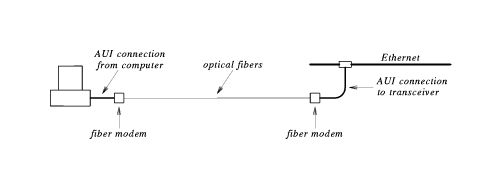 AUI connection
from computer
optical fibers
Ethernet
AUI connection
to transceiver
fiber modem
fiber modem